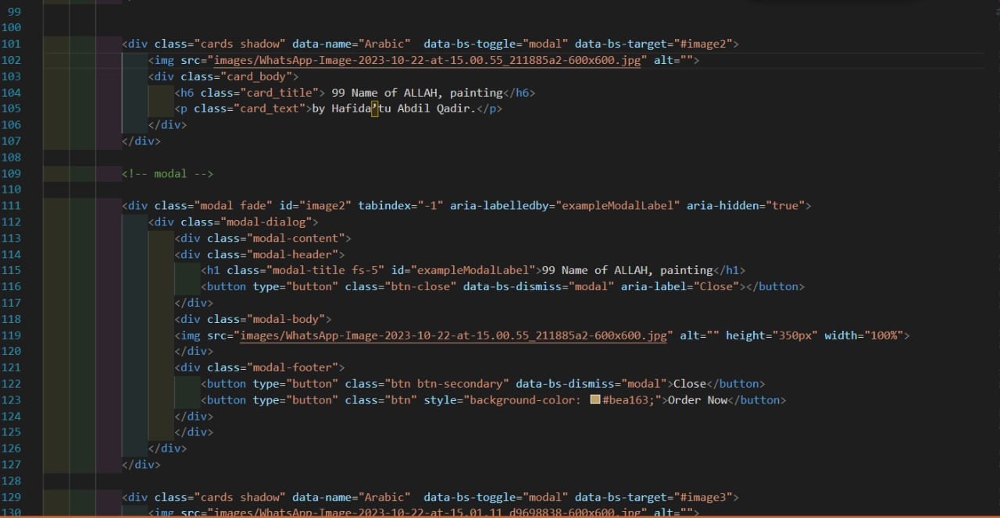 99
100
101 <div class="cards shadow" data-name="Arabic"  data-bs-toggle="modal" data-bs-target="#image2">
102 <img src="images/WhatsApp-Image-2023-10-22-at-15.00.55_211885a2-600x600.jpg" alt="">
103 <div class="card_body">
104 <h6 class="card_title"> 99 Name of ALLAH, painting</h6>
105 <p class="card_text">by Hafida’tu Abdil Qadir.</p>
106 </div>
107 </div>
108
109 <!-- modal -->
110
111 <div class="modal fade" id="image2" tabindex="-1" aria-labelledby="exampleModalLabel" aria-hidden="true">
112 <div class="modal-dialog">
113 <div class="modal-content">
114 <div class="modal-header">
115 <h1 class="modal-title fs-5" id="exampleModalLabel">99 Name of ALLAH, painting</h1>
116 <button type="button" class="btn-close" data-bs-dismiss="modal" aria-label="Close"></button>
117 </div>
118 <div class="modal-body">
119 <img src="images/WhatsApp-Image-2023-10-22-at-15.00.55_211885a2-600x600.jpg" alt="" height="350px" width="100%">
120 </div>
121 <div class="modal-footer">
122 <button type="button" class="btn btn-secondary" data-bs-dismiss="modal">Close</button>
123 <button type="button" class="btn" style="background-color: #bea163;">Order Now</button>
124 </div>
125 </div>
126 </div>
127 </div>
128
129 <div class="cards shadow" data-name="Arabic"  data-bs-toggle="modal" data-bs-target="#image3">
130 <img src="images/WhatsApp-Image-2023-10-22-at-15.01.11_d9698838-600x600.jpg" alt="">